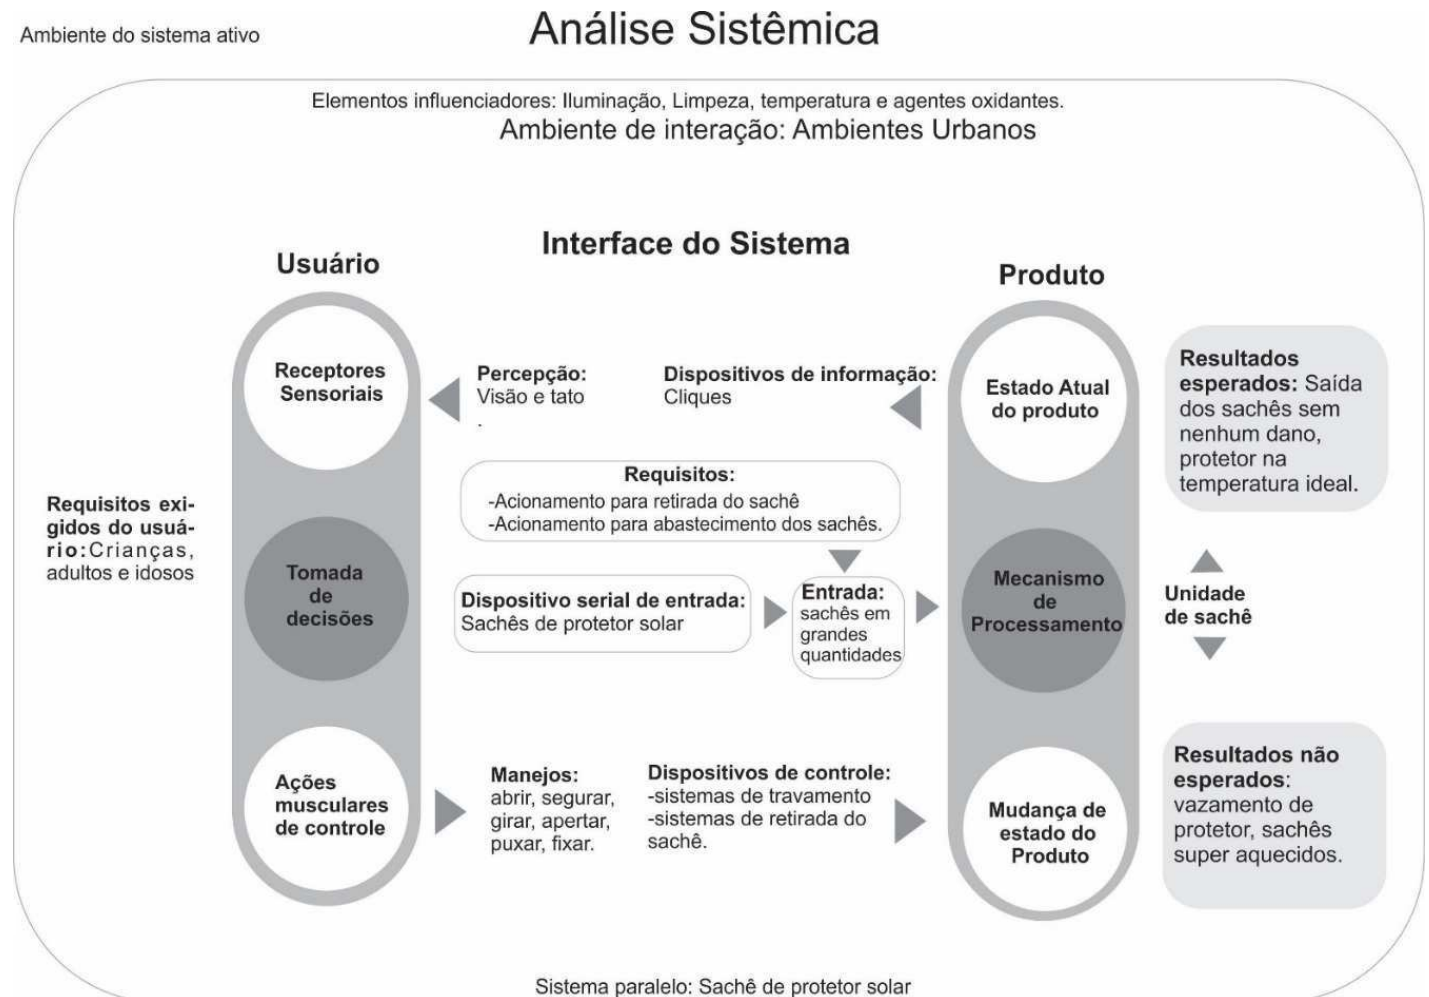 Análise Sistêmica
Ambiente do sistema ativo
Elementos influenciadores: Iluminação, Limpeza, temperatura e agentes oxidantes.
Ambiente de interação: Ambientes Urbanos
Interface do Sistema
Usuário
Produto
Receptores
Sensoriais
Percepção:
Visão e tato
.
Dispositivos de informação:
Cliques
Estado Atual
do produto
Resultados
esperados: Saída
dos sachês sem
nenhum dano,
protetor na
temperatura ideal.
Requisitos:
-Acionamento para retirada do sachê
-Acionamento para abastecimento dos sachês.
Requisitos exi-
gidos do usuá-
rio:Crianças,
adultos e idosos
Tomada
de
decisões
Dispositivo serial de entrada:
Sachês de protetor solar
Entrada:
sachês em
grandes
quantidades
Mecanismo
de
Processamento
Unidade
de sachê
Ações
musculares
de controle
Manejos:
abrir, segurar,
girar, apertar,
puxar, fixar.
Dispositivos de controle:
-sistemas de travamento
-sistemas de retirada do
sachê.
Mudança de
estado do
Produto
Resultados não
esperados:
vazamento de
protetor, sachês
super aquecidos.
Sistema paralelo: Sachê de protetor solar